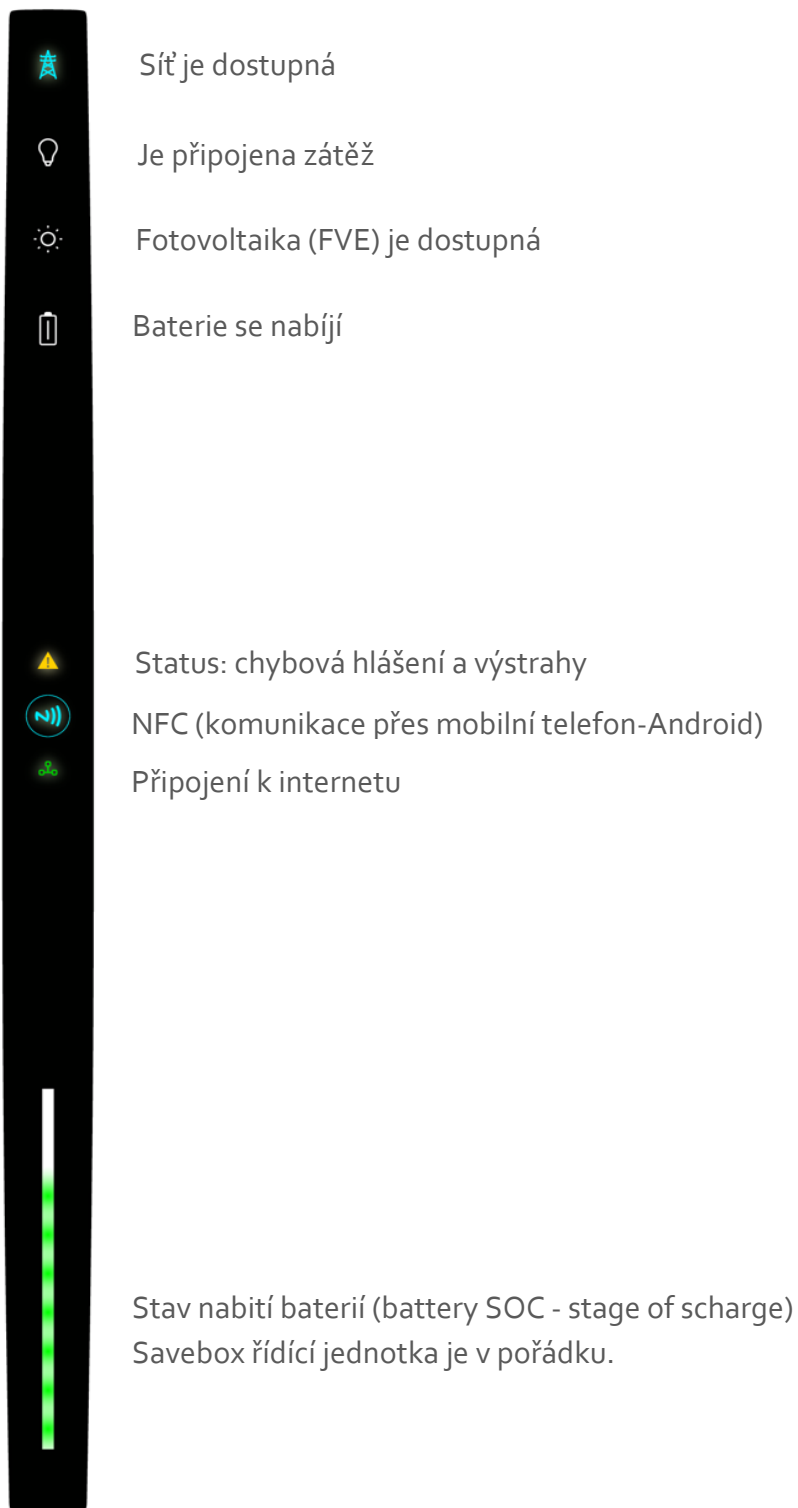 Síť je dostupná
Je připojena zátěž
Fotovoltaika (FVE) je dostupná
Baterie se nabíjí
Status: chybová hlášení a výstrahy
NFC (komunikace přes mobilní telefon-Android)
Připojení k internetu
Stav nabití baterií (battery SOC - stage of scharge)
Savebox řídící jednotka je v pořádku.